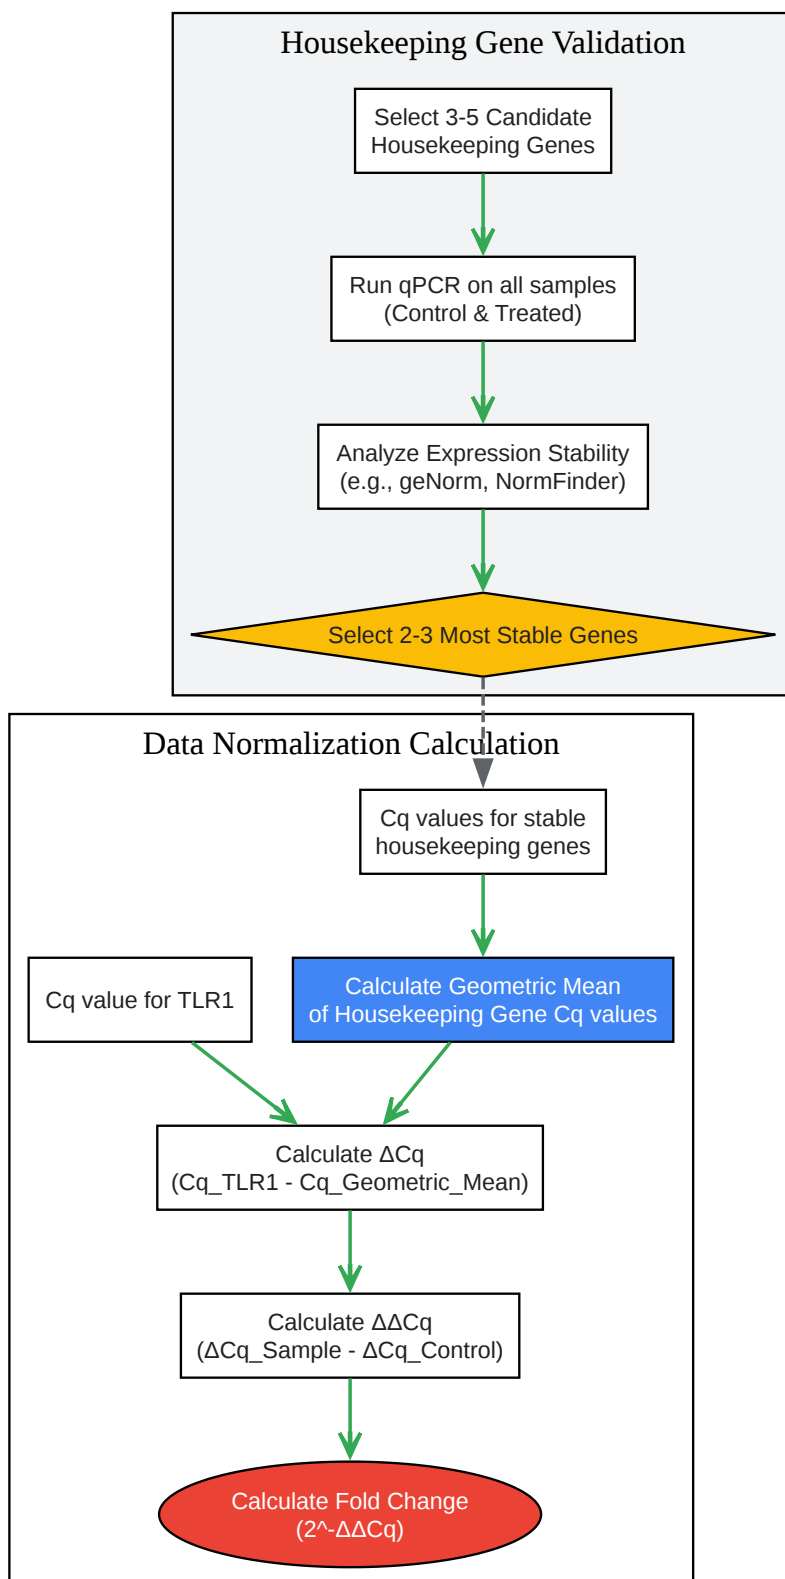 Housekeeping Gene Validation
Select 3-5 Candidate
Housekeeping Genes
Run qPCR on all samples
(Control & Treated)
Analyze Expression Stability
(e.g., geNorm, NormFinder)
Select 2-3 Most Stable Genes
Data Normalization Calculation
Cq values for stable
housekeeping genes
Cq value for TLR1
Calculate Geometric Mean
of Housekeeping Gene Cq values
Calculate ΔCq
(Cq_TLR1 - Cq_Geometric_Mean)
Calculate ΔΔCq
(ΔCq_Sample - ΔCq_Control)
Calculate Fold Change
(2^-ΔΔCq)